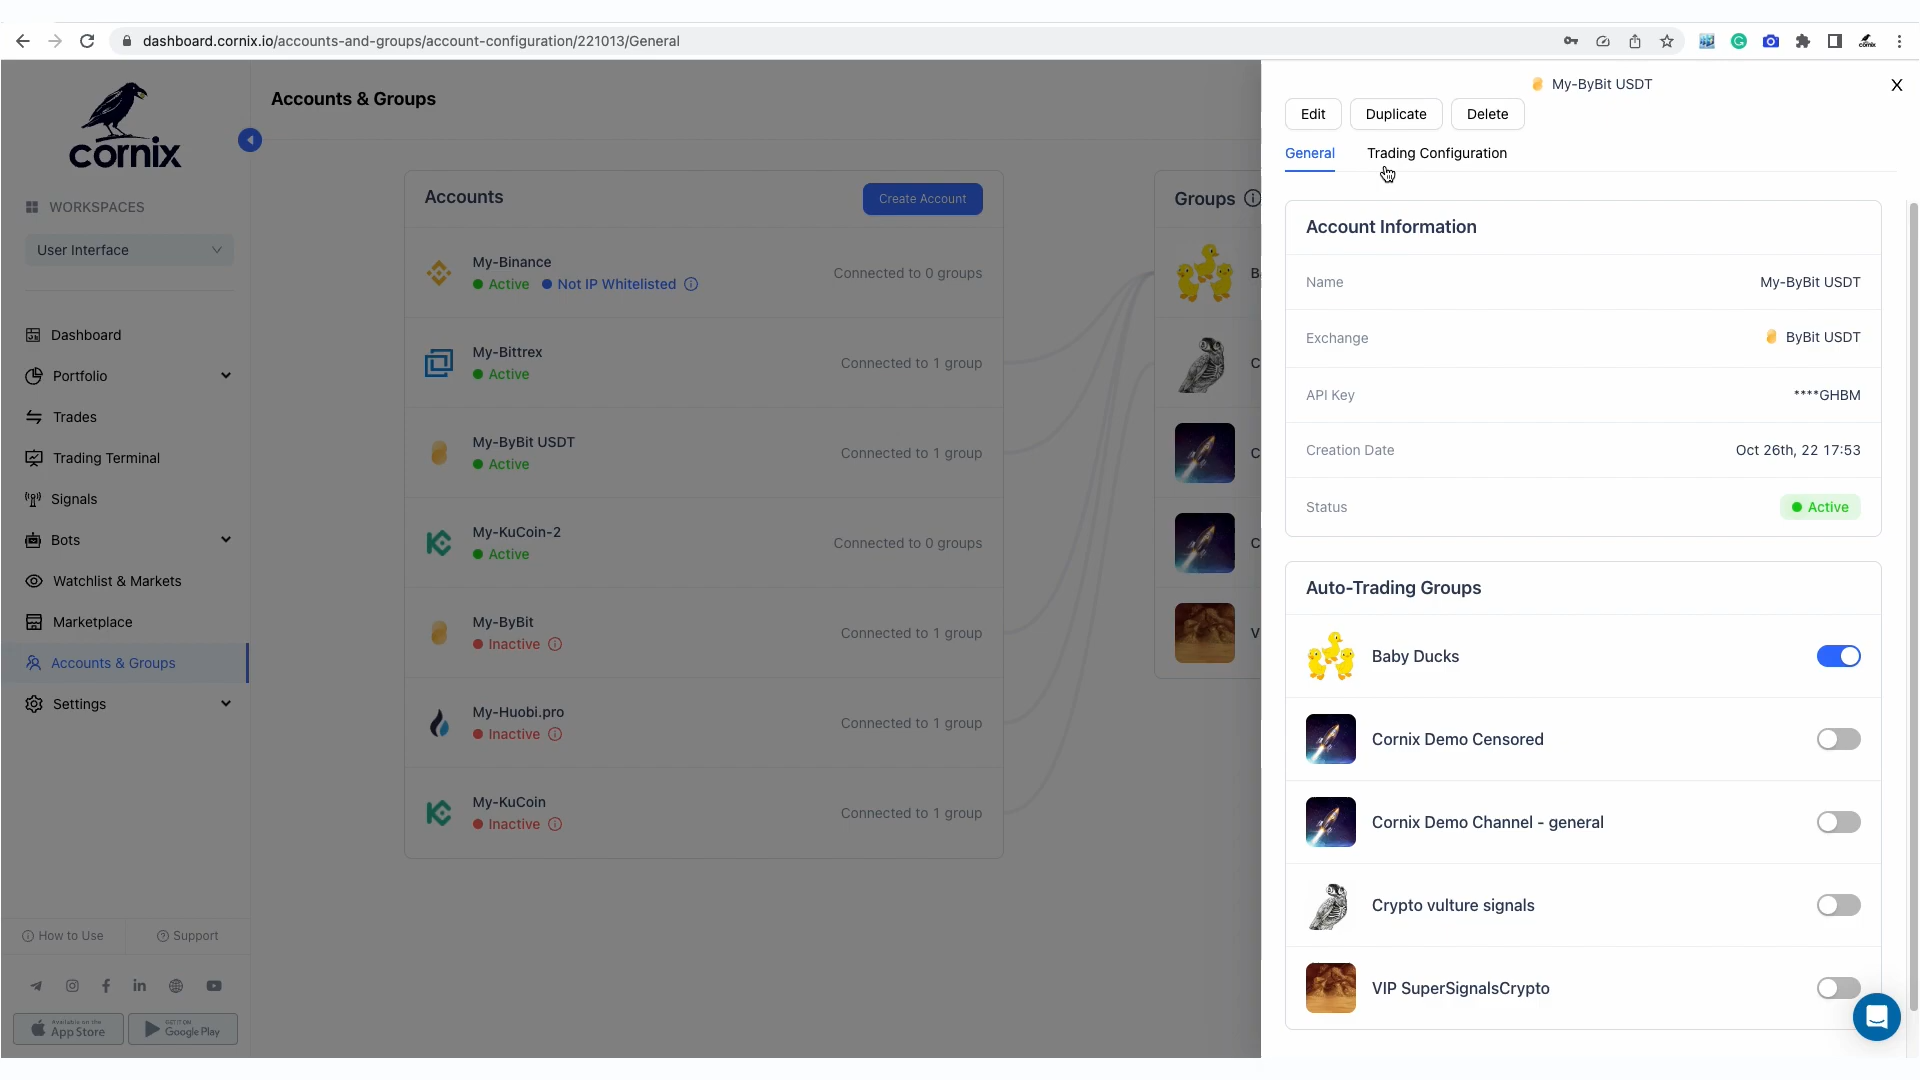 dashboard.cornix.io/accounts-and-groups/account-configuration/221013/General
cornix
cornix
WORKSPACES
User Interface
Dashboard
Portfolio
Trades
Trading Terminal
Signals
Bots
Watchlist & Markets
Marketplace
Accounts & Groups
Settings
How to Use
Support
Available on the
App Store
GET IT ON
Google Play
Accounts & Groups
Accounts
Create Account
My-Binance
Active
Not IP Whitelisted
Connected to 0 groups
My-Bittrex
Active
Connected to 1 group
My-ByBit USDT
Active
Connected to 1 group
My-KuCoin-2
Active
Connected to 0 groups
My-ByBit
Inactive
Connected to 1 group
My-Huobi.pro
Inactive
Connected to 1 group
My-KuCoin
Inactive
Connected to 1 group
Groups
B
C
C
C
V
My-ByBit USDT
X
Edit
Duplicate
Delete
General
Trading Configuration
Account Information
Name
My-ByBit USDT
Exchange
ByBit USDT
API Key
****GHBM
Creation Date
Oct 26th, 22 17:53
Status
Active
Auto-Trading Groups
Baby Ducks
Cornix Demo Censored
Cornix Demo Channel - general
Crypto vulture signals
VIP SuperSignalsCrypto